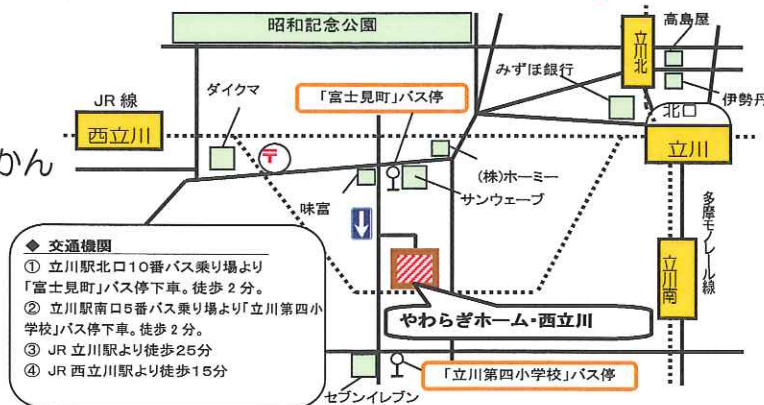 昭和記念公園
高島屋
立川北
みずほ銀行
伊勢丹
ダイクマ
「富士見町」バス停
北口
JR 線
西立川
立川
かん
〒
(株)ホーミー
サンウェーブ
味富
多摩モノレール線
立川南
◆ 交通機関
① 立川駅北口10番バス乗り場より
「富士見町」バス停下車。徒歩 2 分。
② 立川駅南口5番バス乗り場より「立川第四小
学校」バス停下車。徒歩 2 分。
③ JR 立川駅より徒歩25分
④ JR 西立川駅より徒歩15分
やわらぎホーム・西立川
「立川第四小学校」バス停
セブンイレブン